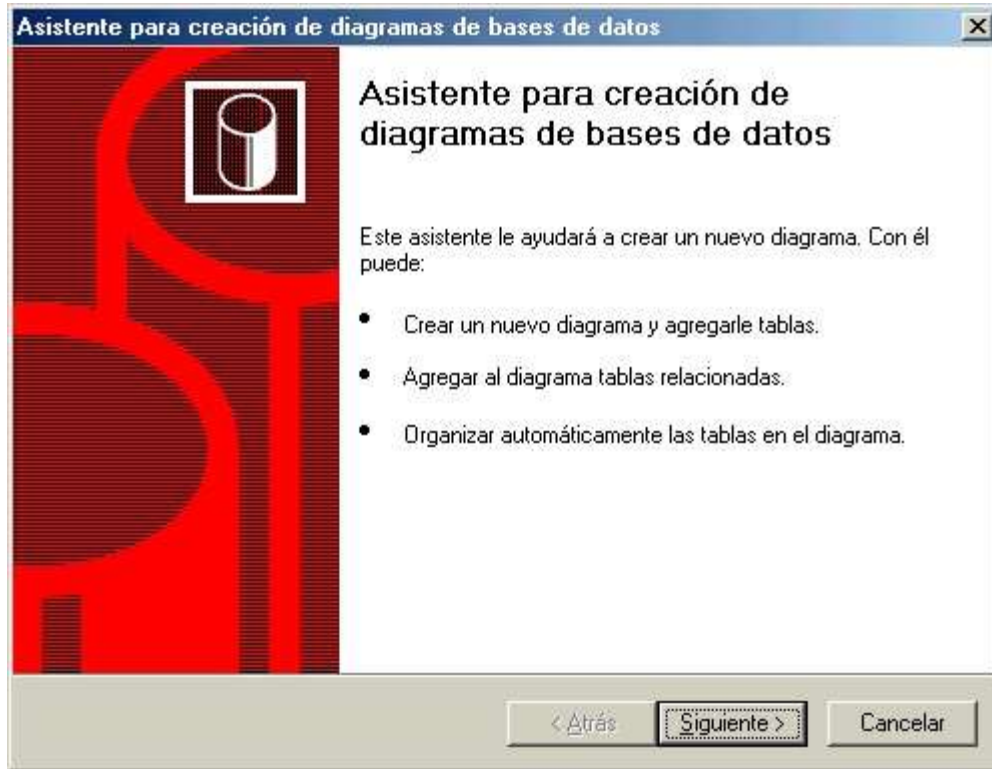 Asistente para creación de diagramas de bases de datos
Asistente para creación de
diagramas de bases de datos
Este asistente le ayudará a crear un nuevo diagrama. Con él
puede:
• Crear un nuevo diagrama y agregarle tablas.
• Agregar al diagrama tablas relacionadas.
• Organizar automáticamente las tablas en el diagrama.
< Atrás Siguiente > Cancelar